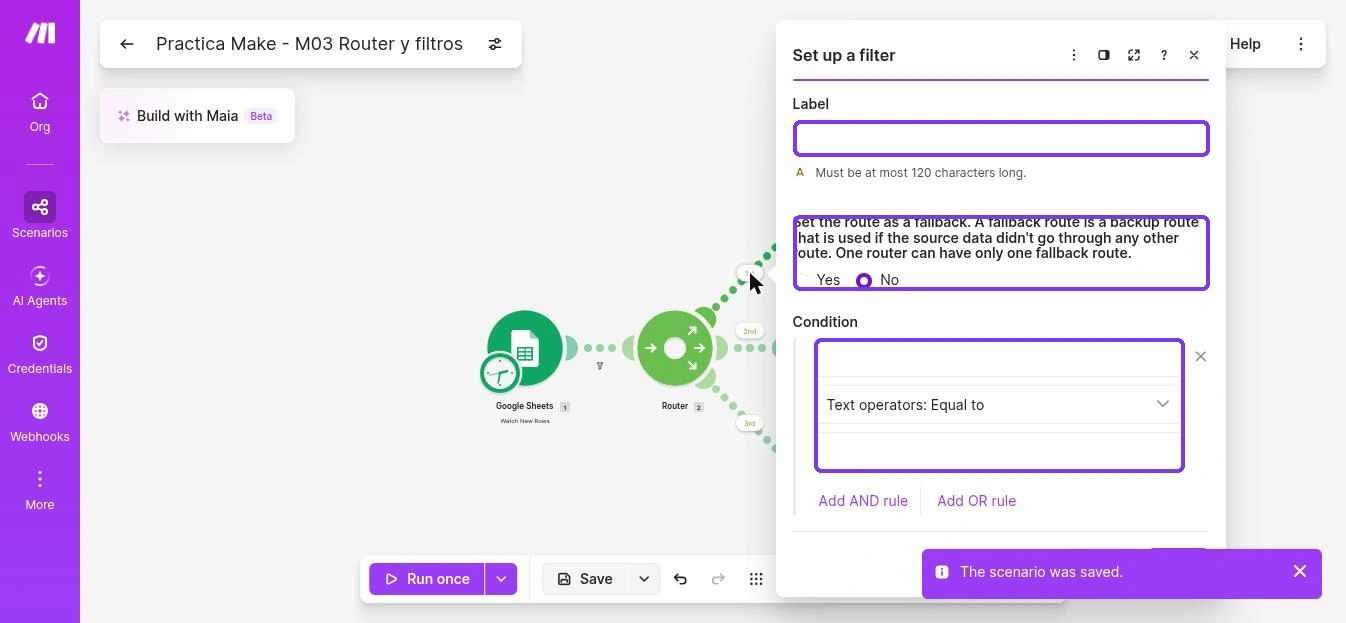 Practica Make - M03 Router y filtros
Help
Build with Maia Beta
Org
Scenarios
AI Agents
Credentials
Webhooks
More
Google Sheets 1
Watch New Rows
Router 2
2nd
3rd
Set up a filter
?
Label
A Must be at most 120 characters long.
Set the route as a fallback. A fallback route is a backup route
that is used if the source data didn't go through any other
route. One router can have only one fallback route.
Yes No
Condition
Text operators: Equal to
Add AND rule Add OR rule
Run once
Save
The scenario was saved.